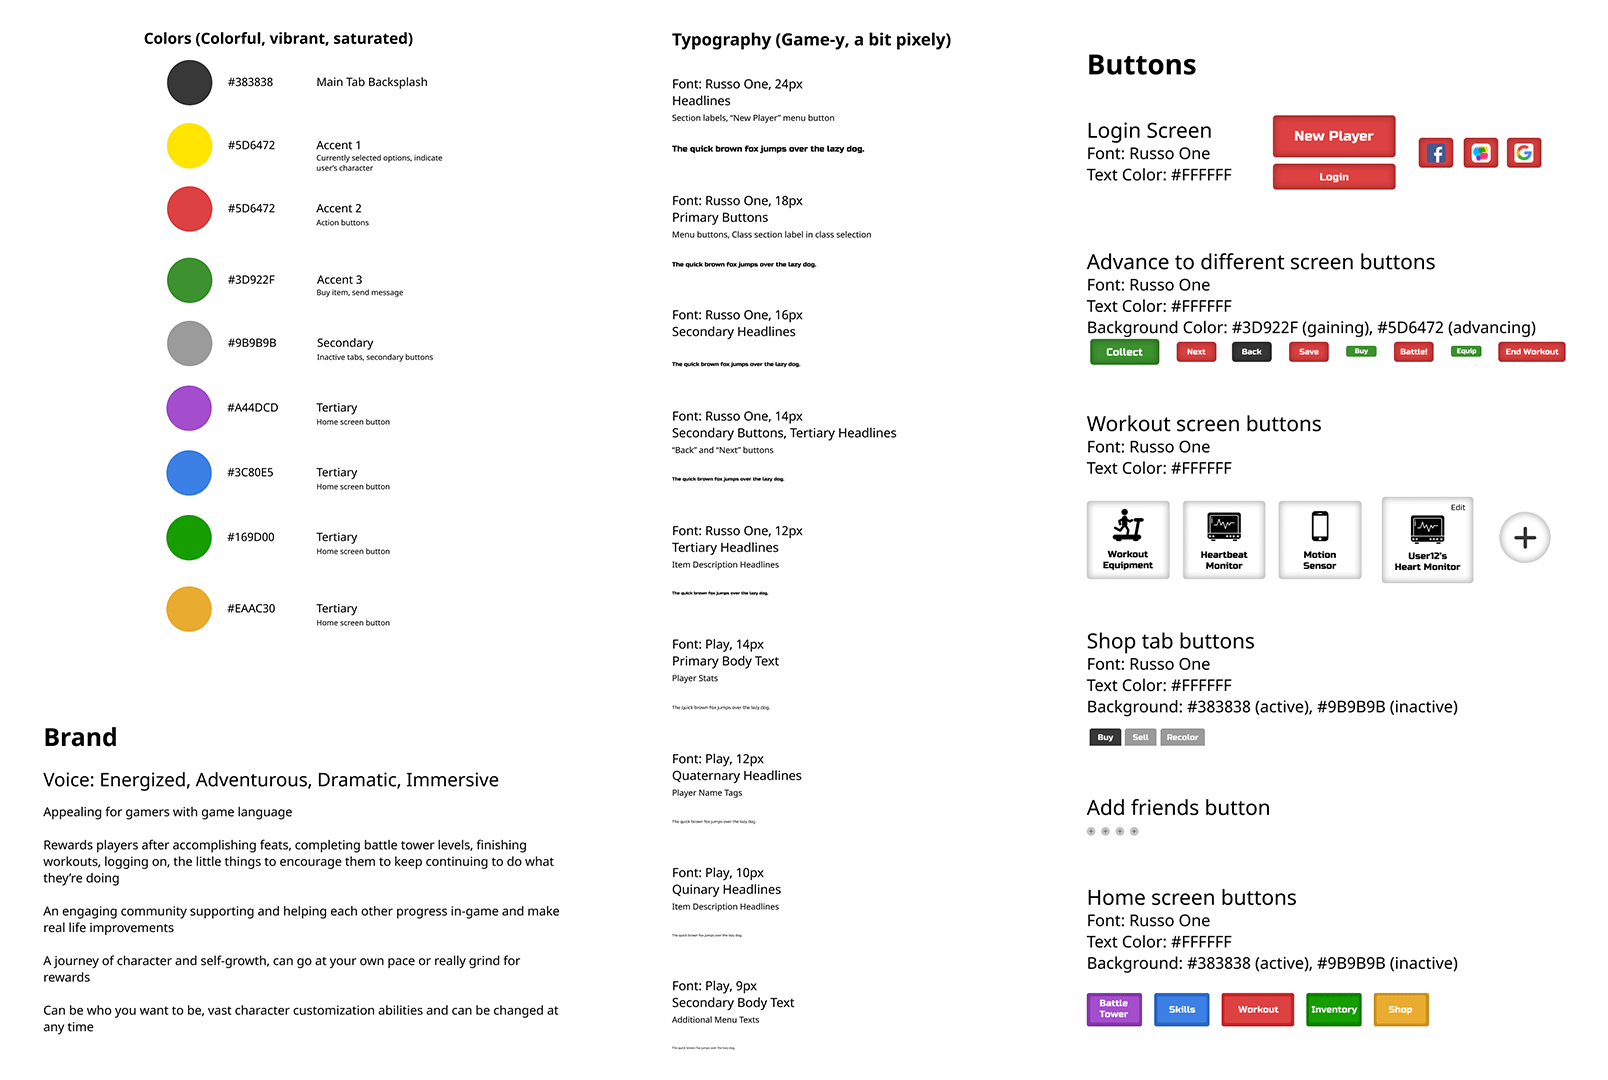 Colors (Colorful, vibrant, saturated)
#383838 Main Tab Backsplash
#5D6472 Accent 1
Currently selected options, indicate
user's character
#5D6472 Accent 2
Action buttons
#3D922F Accent 3
Buy item, send message
#9B9B9B Secondary
Inactive tabs, secondary buttons
#A44DCD Tertiary
Home screen button
#3C80E5 Tertiary
Home screen button
#169D00 Tertiary
Home screen button
#EAAC30 Tertiary
Home screen button
Brand
Voice: Energized, Adventurous, Dramatic, Immersive
Appealing for gamers with game language
Rewards players after accomplishing feats, completing battle tower levels, finishing
workouts, logging on, the little things to encourage them to keep continuing to do what
they're doing
An engaging community supporting and helping each other progress in-game and make
real life improvements
A journey of character and self-growth, can go at your own pace or really grind for
rewards
Can be who you want to be, vast character customization abilities and can be changed at
any time
Typography (Game-y, a bit pixely)
Font: Russo One, 24px
Headlines
Section labels, “New Player” menu button
The quick brown fox jumps over the lazy dog.
Font: Russo One, 18px
Primary Buttons
Menu buttons, Class section label in class selection
The quick brown fox jumps over the lazy dog.
Font: Russo One, 16px
Secondary Headlines
The quick brown fox jumps over the lazy dog.
Font: Russo One, 14px
Secondary Buttons, Tertiary Headlines
“Back” and “Next” buttons
The quick brown fox jumps over the lazy dog.
Font: Russo One, 12px
Tertiary Headlines
Item Description Headlines
The quick brown fox jumps over the lazy dog.
Font: Play, 14px
Primary Body Text
Player Stats
The quick brown fox jumps over the lazy dog.
Font: Play, 12px
Quaternary Headlines
Player Name Tags
The quick brown fox jumps over the lazy dog.
Font: Play, 10px
Quinary Headlines
Item Description Headlines
The quick brown fox jumps over the lazy dog.
Font: Play, 9px
Secondary Body Text
Additional Menu Texts
The quick brown fox jumps over the lazy dog.
Buttons
Login Screen
Font: Russo One
Text Color: #FFFFFF
New Player
Login
Advance to different screen buttons
Font: Russo One
Text Color: #FFFFFF
Background Color: #3D922F (gaining), #5D6472 (advancing)
Collect Next Back Save Buy Battle! Equip End Workout
Workout screen buttons
Font: Russo One
Text Color: #FFFFFF
Workout
Equipment
Heartbeat
Monitor
Motion
Sensor
Edit
User12's
Heart Monitor
Shop tab buttons
Font: Russo One
Text Color: #FFFFFF
Background: #383838 (active), #9B9B9B (inactive)
Buy Sell Recolor
Add friends button
Home screen buttons
Font: Russo One
Text Color: #FFFFFF
Background: #383838 (active), #9B9B9B (inactive)
Battle
Tower
Skills Workout Inventory Shop